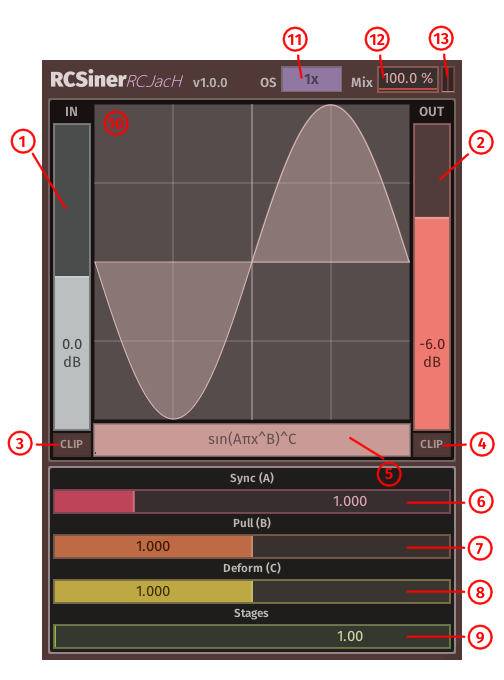 11
12
13
RCSiner RCJacH v1.0.0 OS 1x Mix 100.0 %
IN
10
OUT
1
2
0.0
dB
-6.0
dB
3
CLIP
sın(Aπx^B)^C
CLIP
4
5
Sync (A)
1.000
6
Pull (B)
1.000
7
Deform (C)
1.000
8
Stages
1.00
9